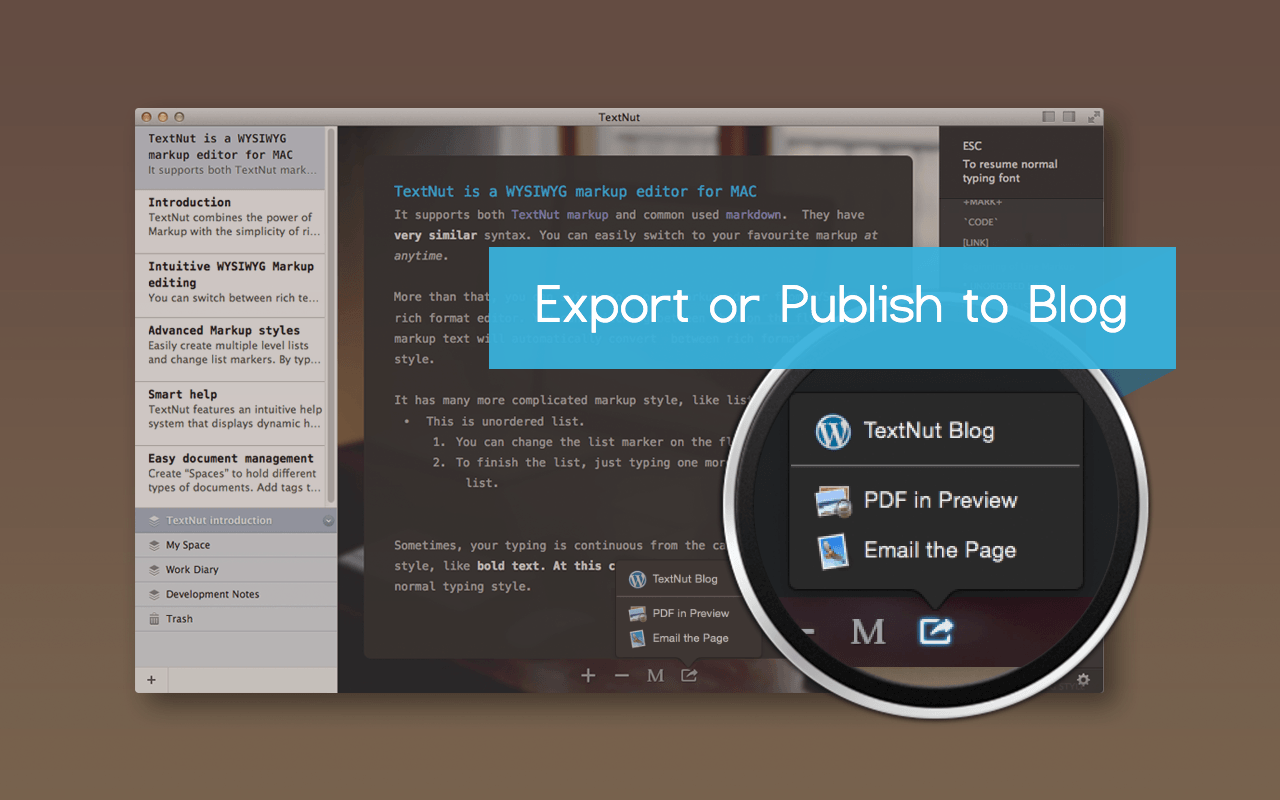 TextNut
TextNut is a WYSIWYG
markup editor for MAC
It supports both TextNut mark...
Introduction
TextNut combines the power of
Markup with the simplicity of ri...
Intuitive WYSIWYG Markup
editing
You can switch between rich te...
Advanced Markup styles
Easily create multiple level lists
and change list markers. By typ...
Smart help
TextNut features an intuitive help
system that displays dynamic h...
Easy document management
Create “Spaces” to hold different
types of documents. Add tags t...
TextNut introduction
My Space
Work Diary
Development Notes
Trash
TextNut is a WYSIWYG markup editor for MAC
It supports both TextNut markup and common used markdown. They have
very similar syntax. You can easily switch to your favourite markup at
anytime.
More than that
rich format
markup text will automatically
style.
It has many more complicated markup style, like
• This is unordered list.
1. You can change the list marker on the
2. To finish the list, just typing one
list.
Sometimes, your typing is continuous from the
style, like bold text. At this
normal typing style.
TextNut Blog
PDF in Preview
Email the Page
M
ESC
To resume normal
typing font
+MARK+
`CODE`
[LINK]
Export or Publish to Blog
TextNut Blog
PDF in Preview
Email the Page
M